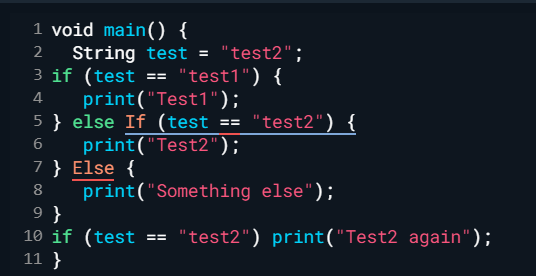 1 void main() {
2   String test = "test2";
3 if (test == "test1") {
4    print("Test1");
5 } else If (test == "test2") {
6    print("Test2");
7 } Else {
8    print("Something else");
9 }
10 if (test == "test2") print("Test2 again");
11 }